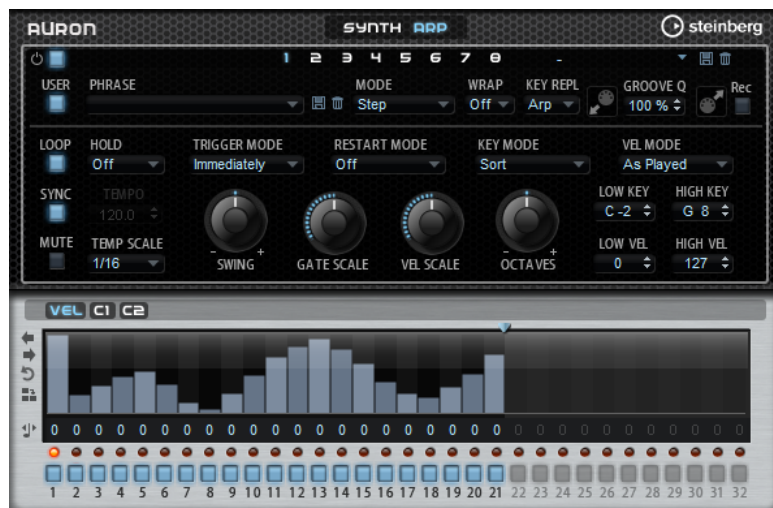 AURON SYNTH ARP steinberg
1 2 3 4 5 6 7 8 -
USER PHRASE MODE WRAP KEY REPL GROOVE Q Rec
Step Off Arp 100 %
LOOP HOLD TRIGGER MODE RESTART MODE KEY MODE VEL MODE
Off Immediately Off Sort As Played
SYNC TEMPO LOW KEY HIGH KEY
120.0 C -2 G 8
MUTE TEMP SCALE - + - + LOW VEL HIGH VEL
1/16 SWING GATE SCALE VEL SCALE OCTAVES 0 127
VEL C1 C2
0 0 0 0 0 0 0 0 0 0 0 0 0 0 0 0 0 0 0 0 0 0 0 0 0 0 0 0 0 0 0 0
1 2 3 4 5 6 7 8 9 10 11 12 13 14 15 16 17 18 19 20 21 22 23 24 25 26 27 28 29 30 31 32